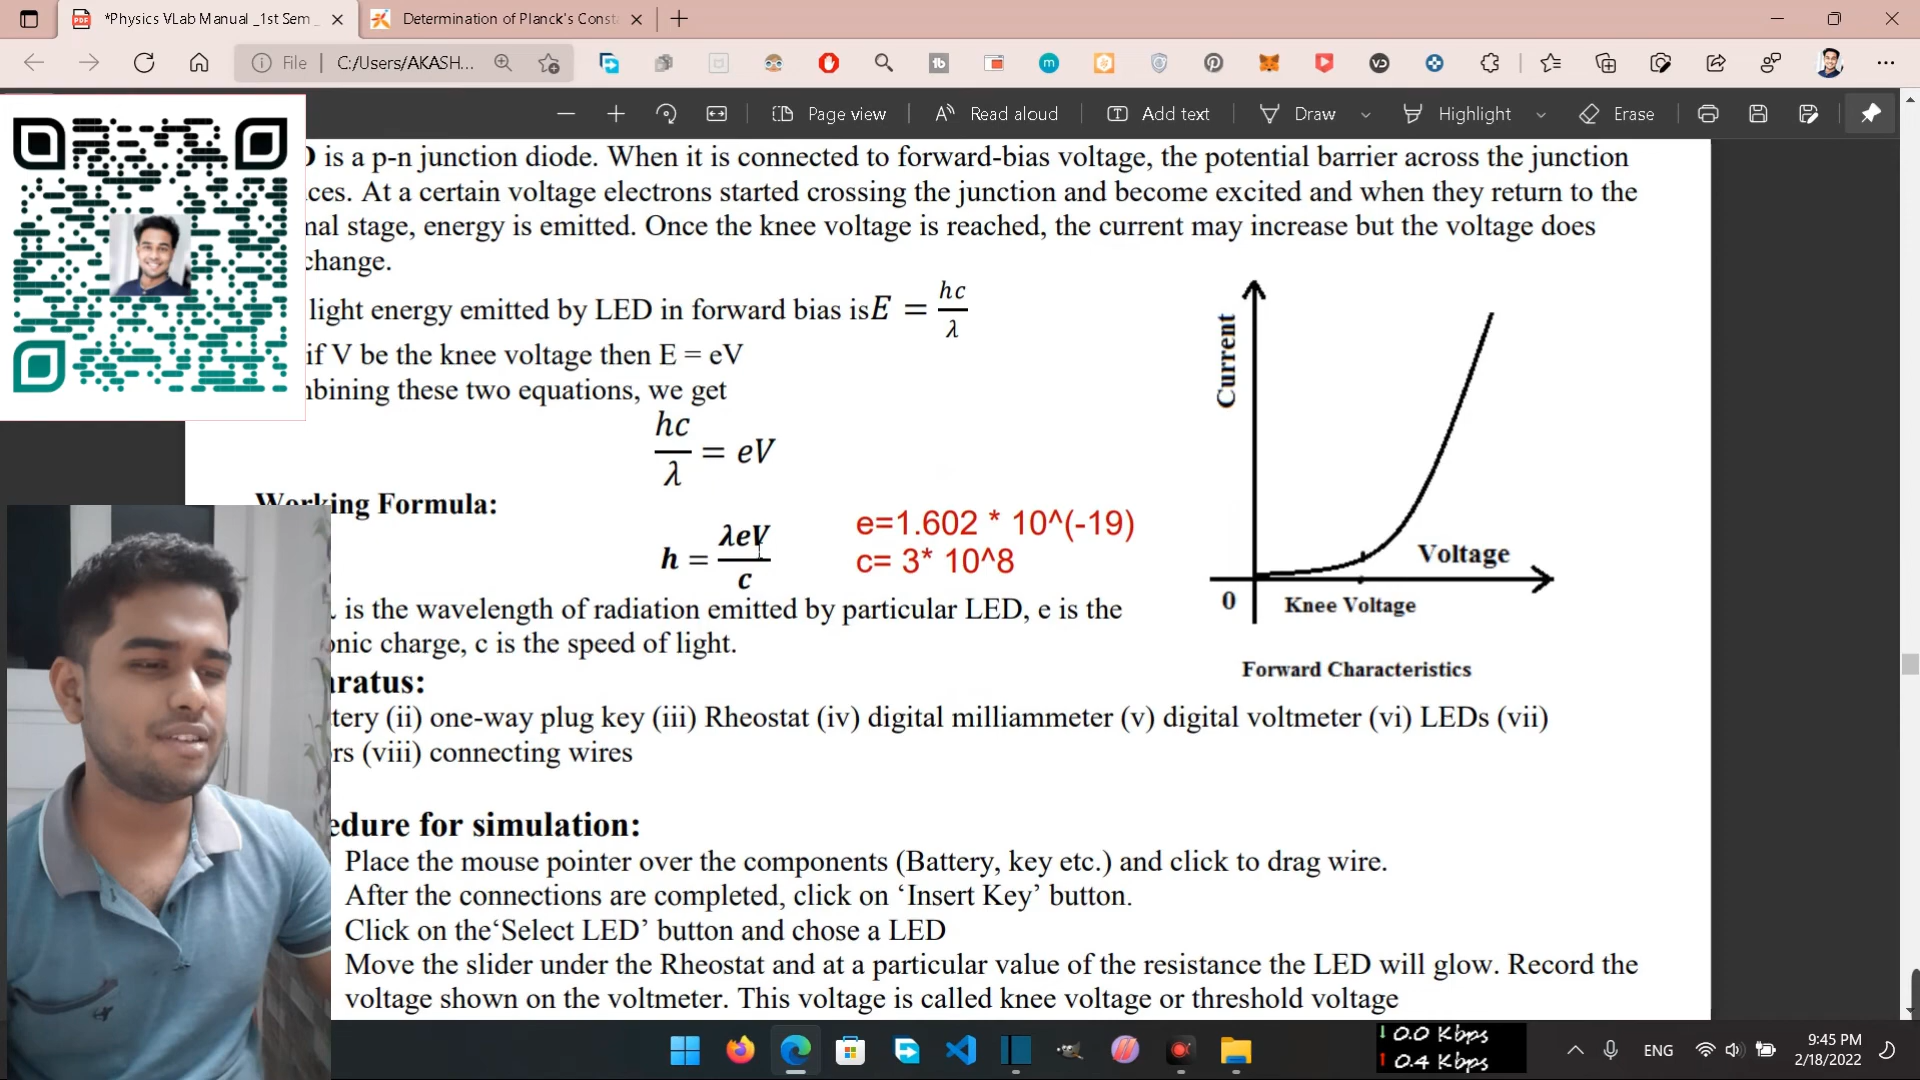 *Physics VLab Manual _1st Sem _
Determination of Planck's Const
File
C:/Users/AKASH...
Page view
Read aloud
Add text
Draw
Highlight
Erase
D is a p-n junction diode. When it is connected to forward-bias voltage, the potential barrier across the junction
ces. At a certain voltage electrons started crossing the junction and become excited and when they return to the
nal stage, energy is emitted. Once the knee voltage is reached, the current may increase but the voltage does
change.
light energy emitted by LED in forward bias is E = hc/λ
if V be the knee voltage then E = eV
bining these two equations, we get
hc/λ = eV
Working Formula:
h = λeV/c
e=1.602 * 10^(-19)
c= 3* 10^8
is the wavelength of radiation emitted by particular LED, e is the
onic charge, c is the speed of light.
Current
Voltage
0
Knee Voltage
Forward Characteristics
ratus:
tery (ii) one-way plug key (iii) Rheostat (iv) digital milliammeter (v) digital voltmeter (vi) LEDs (vii)
rs (viii) connecting wires
edure for simulation:
Place the mouse pointer over the components (Battery, key etc.) and click to drag wire.
After the connections are completed, click on ‘Insert Key’ button.
Click on the‘Select LED’ button and chose a LED
Move the slider under the Rheostat and at a particular value of the resistance the LED will glow. Record the
voltage shown on the voltmeter. This voltage is called knee voltage or threshold voltage
↓ 0.0 Kbps
↑ 0.4 Kbps
ENG
9:45 PM
2/18/2022